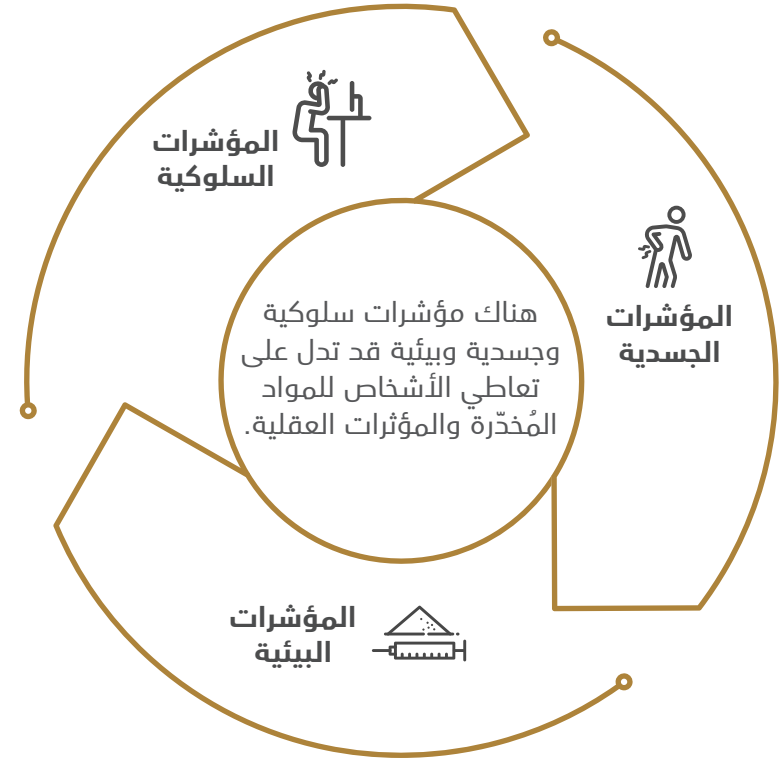 المؤشرات
السلوكية
المؤشرات
الجسدية
هناك مؤشرات سلوكية
وجسدية وبيئية قد تدل على
تعاطي الأشخاص للمواد
المُخدّرة والمؤثرات العقلية.
المؤشرات
البيئية